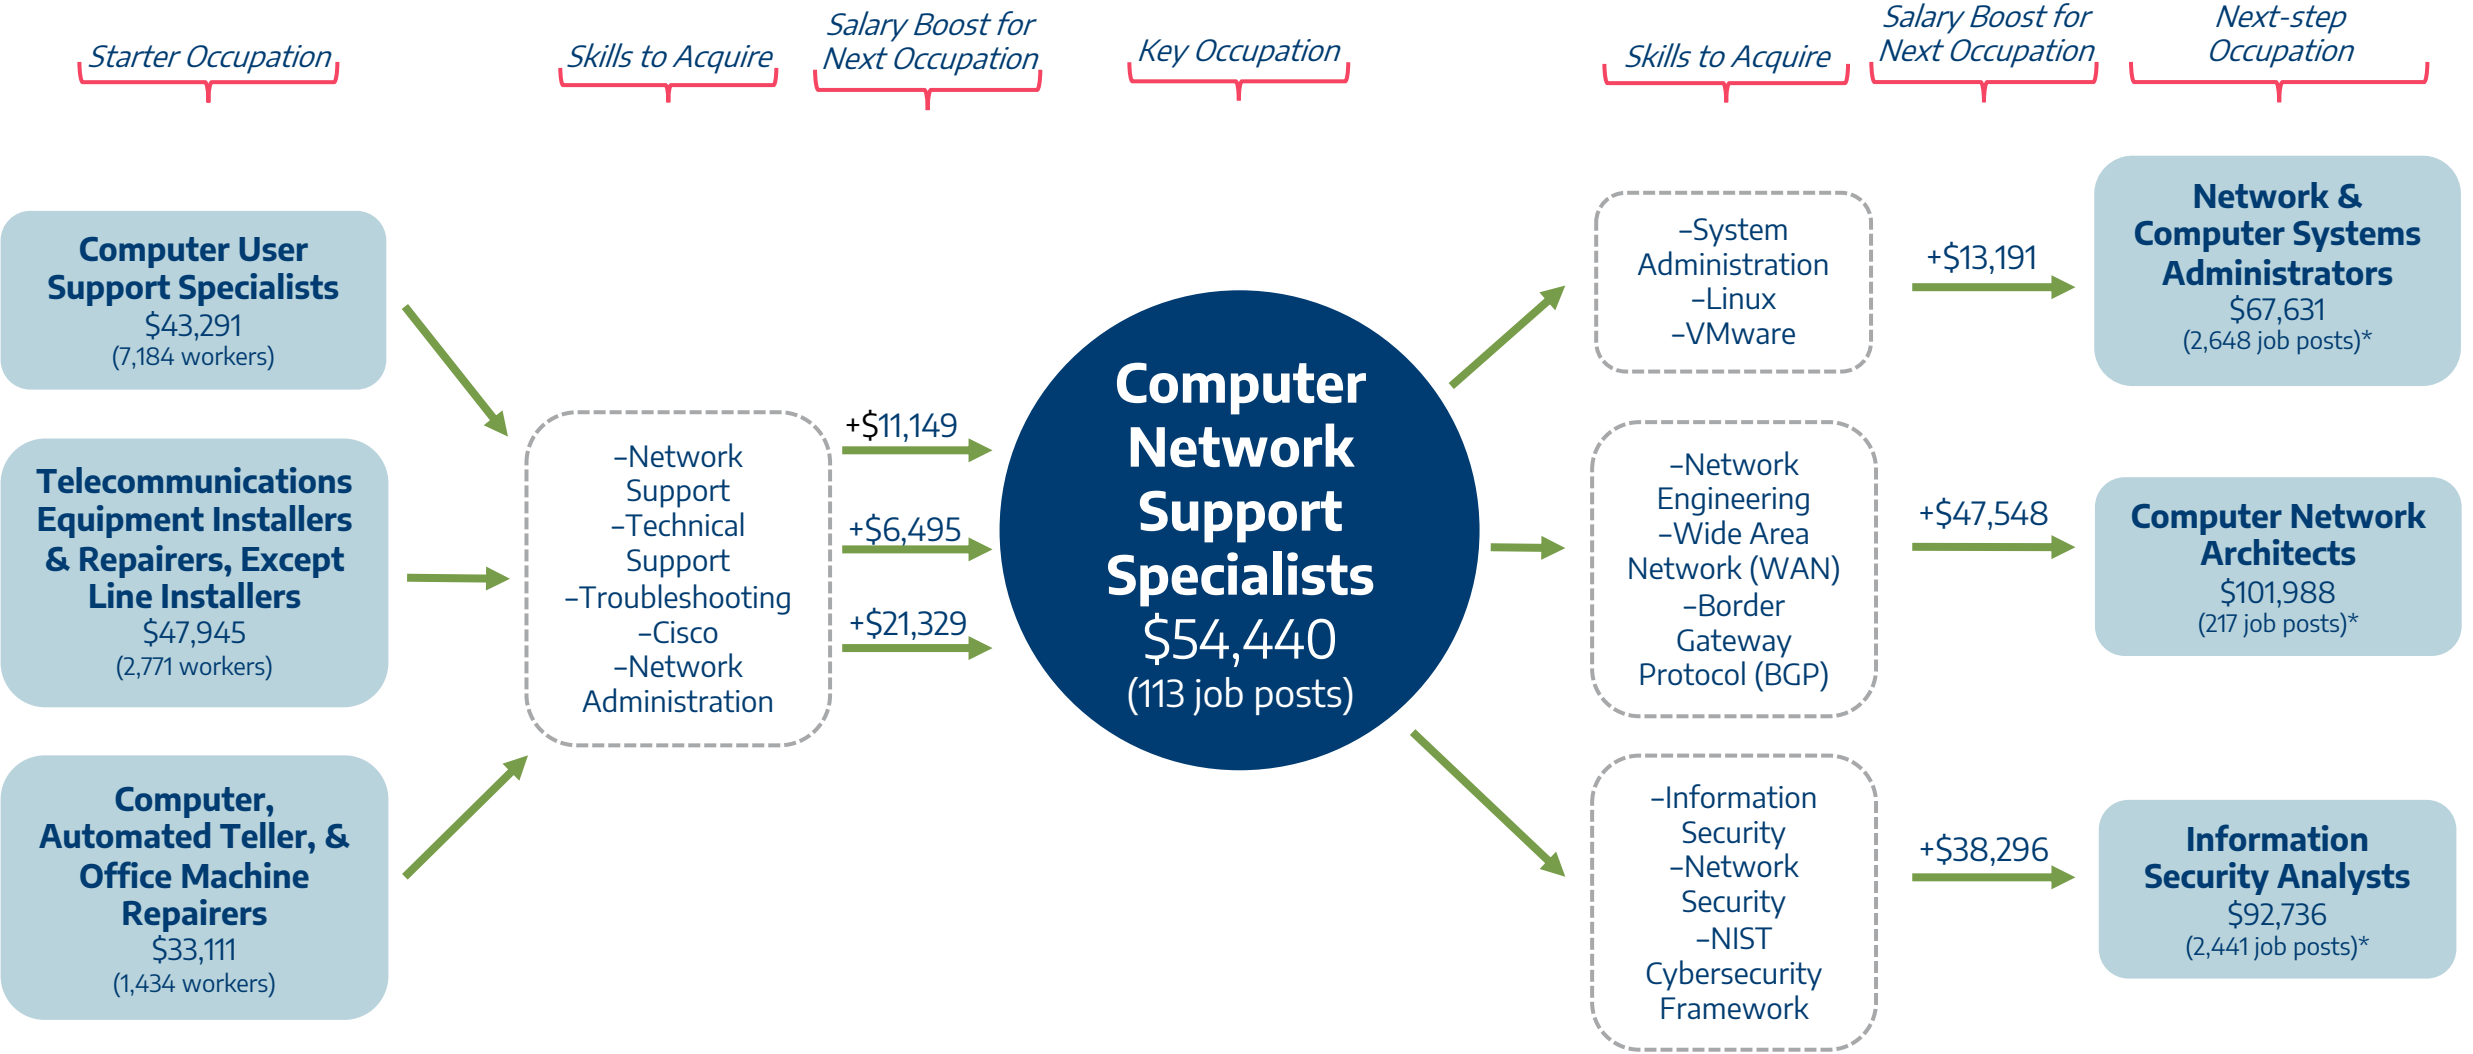 Starter Occupation
Skills to Acquire
Salary Boost for
Next Occupation
Key Occupation
Skills to Acquire
Salary Boost for
Next Occupation
Next-step
Occupation
Computer User
Support Specialists
$43,291
(7,184 workers)
Telecommunications
Equipment Installers
& Repairers, Except
Line Installers
$47,945
(2,771 workers)
Computer,
Automated Teller, &
Office Machine
Repairers
$33,111
(1,434 workers)
–Network
Support
–Technical
Support
–Troubleshooting
–Cisco
–Network
Administration
+$11,149
+$6,495
+$21,329
Computer
Network
Support
Specialists
$54,440
(113 job posts)
–System
Administration
–Linux
–VMware
+$13,191
Network &
Computer Systems
Administrators
$67,631
(2,648 job posts)*
–Network
Engineering
–Wide Area
Network (WAN)
–Border
Gateway
Protocol (BGP)
+$47,548
Computer Network
Architects
$101,988
(217 job posts)*
–Information
Security
–Network
Security
–NIST
Cybersecurity
Framework
+$38,296
Information
Security Analysts
$92,736
(2,441 job posts)*